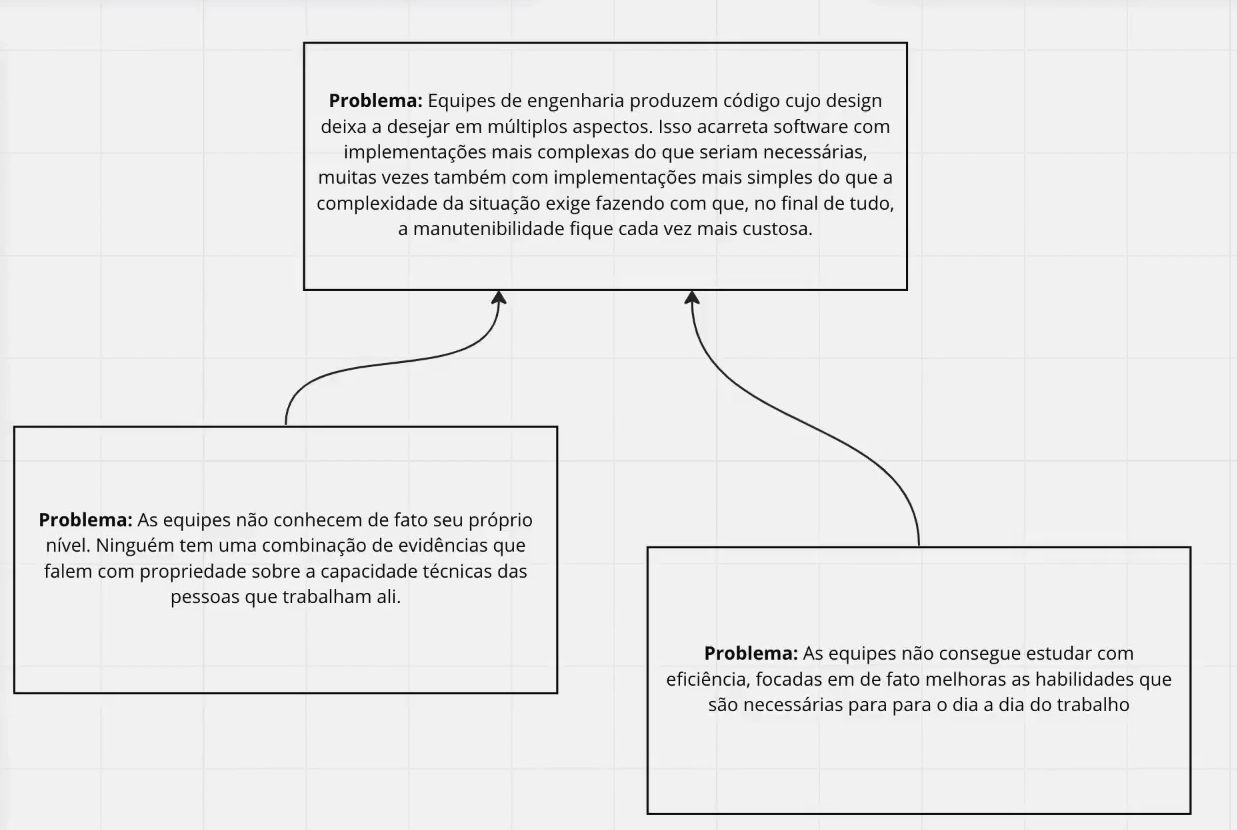 Problema: Equipes de engenharia produzem código cujo design
deixa a desejar em múltiplos aspectos. Isso acarreta software com
implementações mais complexas do que seriam necessárias,
muitas vezes também com implementações mais simples do que a
complexidade da situação exige fazendo com que, no final de tudo,
a manutenibilidade fique cada vez mais custosa.
Problema: As equipes não conhecem de fato seu próprio
nível. Ninguém tem uma combinação de evidências que
falem com propriedade sobre a capacidade técnicas das
pessoas que trabalham ali.
Problema: As equipes não consegue estudar com
eficiência, focadas em de fato melhoras as habilidades que
são necessárias para para o dia a dia do trabalho